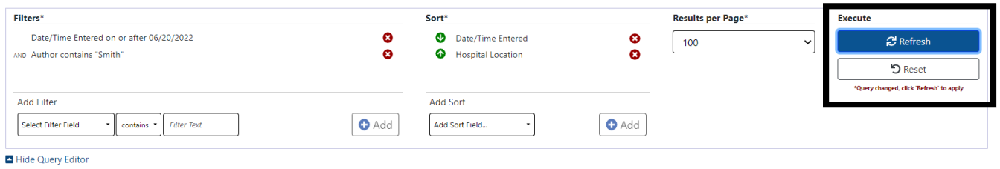 Filters*
Date/Time Entered on or after 06/20/2022
AND Author contains "Smith"
Add Filter
Select Filter Field
contains
Filter Text
Add
Sort*
Date/Time Entered
Hospital Location
Add Sort
Add Sort Field...
Add
Results per Page*
100
Execute
Refresh
Reset
*Query changed, click 'Refresh' to apply
Hide Query Editor